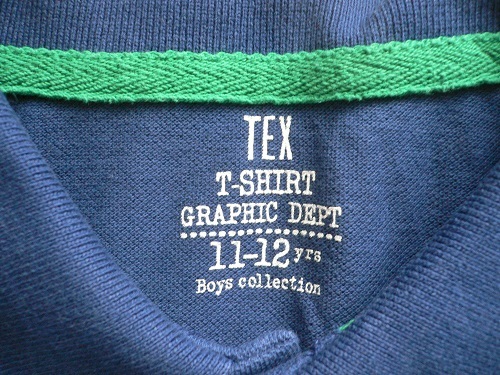 TEX
T-SHIRT
GRAPHIC DEPT
11-12 yrs
Boys collection